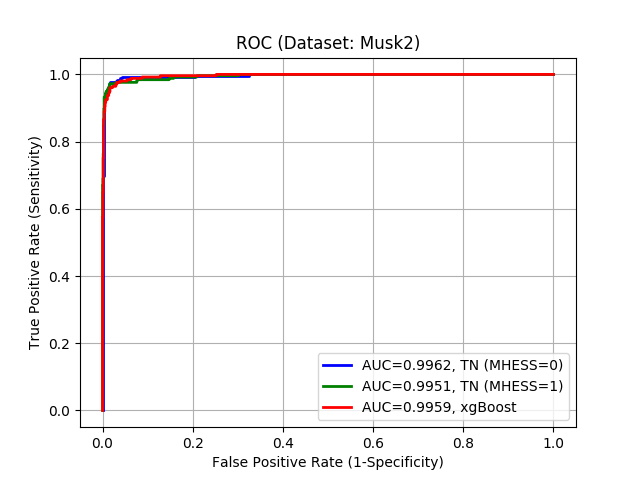 ROC (Dataset: Musk2)
True Positive Rate (Sensitivity)
1.0
0.8
0.6
0.4
0.2
0.0
AUC=0.9962, TN (MHESS=0)
AUC=0.9951, TN (MHESS=1)
AUC=0.9959, xgBoost
0.0 0.2 0.4 0.6 0.8 1.0
False Positive Rate (1-Specificity)